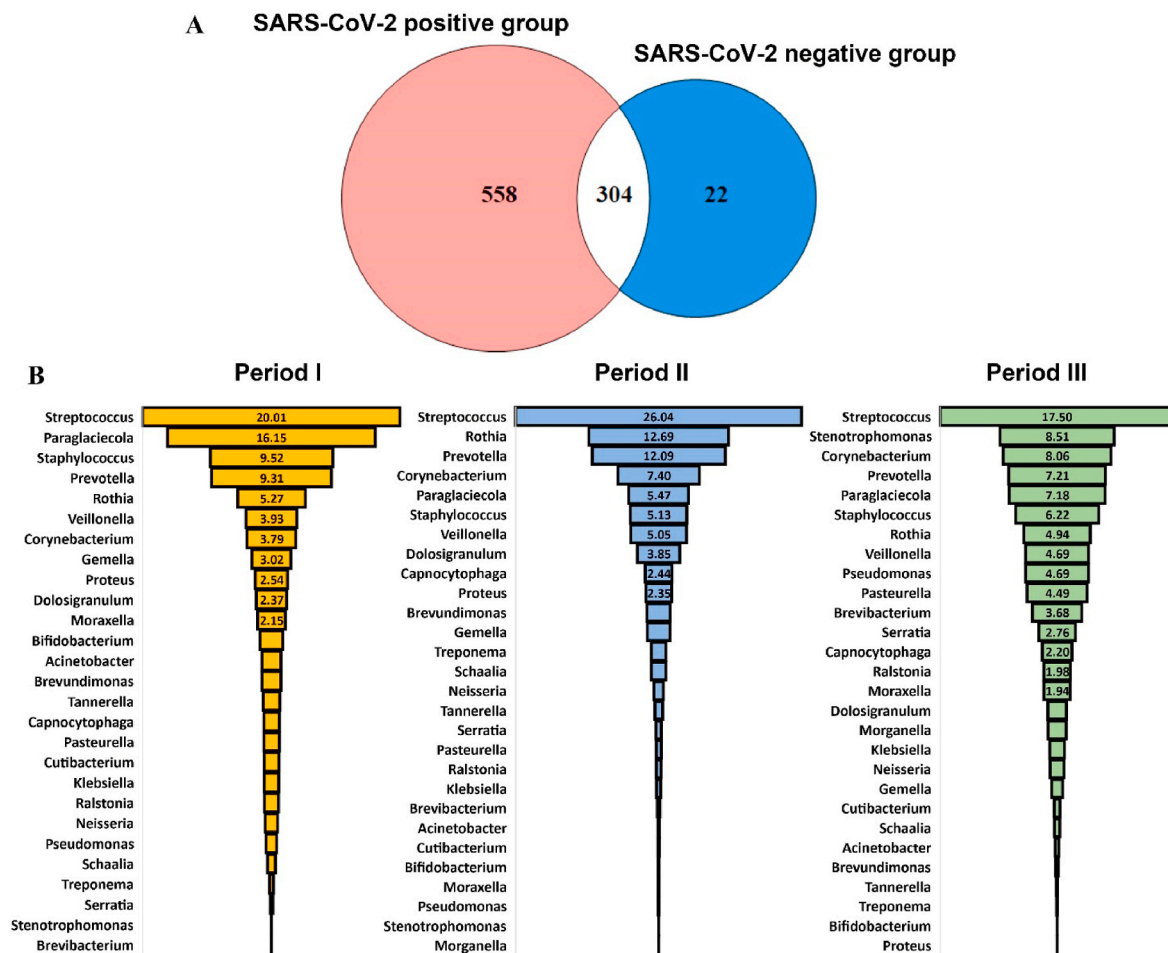 A
SARS-CoV-2 positive group
SARS-CoV-2 negative group
558
304
22
B
Period I
Streptococcus 20.01
Paraglaciecola 16.15
Staphylococcus 9.52
Prevotella 9.31
Rothia 5.27
Veillonella 3.93
Corynebacterium 3.79
Gemella 3.02
Proteus 2.54
Dolosigranulum 2.37
Moraxella 2.15
Bifidobacterium
Acinetobacter
Brevundimonas
Tannerella
Capnocytophaga
Pasteurella
Cutibacterium
Klebsiella
Ralstonia
Neisseria
Pseudomonas
Schaalia
Treponema
Serratia
Stenotrophomonas
Brevibacterium
Period II
Streptococcus 26.04
Rothia 12.69
Prevotella 12.09
Corynebacterium 7.40
Paraglaciecola 5.47
Staphylococcus 5.13
Veillonella 5.05
Dolosigranulum 3.85
Capnocytophaga 2.44
Proteus 2.35
Brevundimonas
Gemella
Treponema
Schaalia
Neisseria
Tannerella
Serratia
Pasteurella
Ralstonia
Klebsiella
Brevibacterium
Acinetobacter
Cutibacterium
Bifidobacterium
Moraxella
Pseudomonas
Stenotrophomonas
Morganella
Period III
Streptococcus 17.50
Stenotrophomonas 8.51
Corynebacterium 8.06
Prevotella 7.21
Paraglaciecola 7.18
Staphylococcus 6.22
Rothia 4.94
Veillonella 4.69
Pseudomonas 4.69
Pasteurella 4.49
Brevibacterium 3.68
Serratia 2.76
Capnocytophaga 2.20
Ralstonia 1.98
Moraxella 1.94
Dolosigranulum
Morganella
Klebsiella
Neisseria
Gemella
Cutibacterium
Schaalia
Acinetobacter
Brevundimonas
Tannerella
Treponema
Bifidobacterium
Proteus